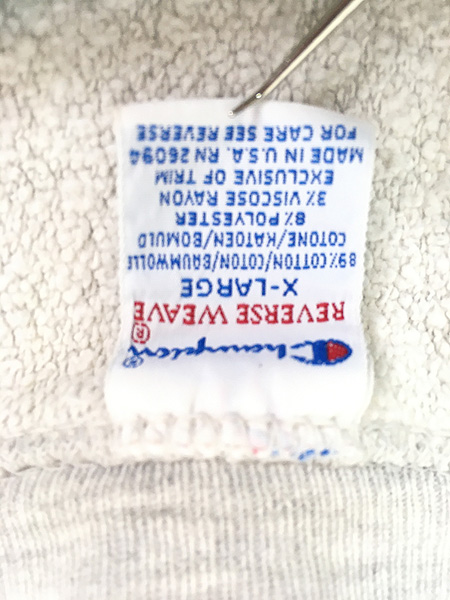 Champion®
REVERSE WEAVE®
X-LARGE
89% COTTON/COTON/BAUMWOLLE
COTONE/KATOEN/BOMULD
8% POLYESTER
3% VISCOSE RAYON
EXCLUSIVE OF TRIM
MADE IN U.S.A. RN 26094
FOR CARE SEE REVERSE